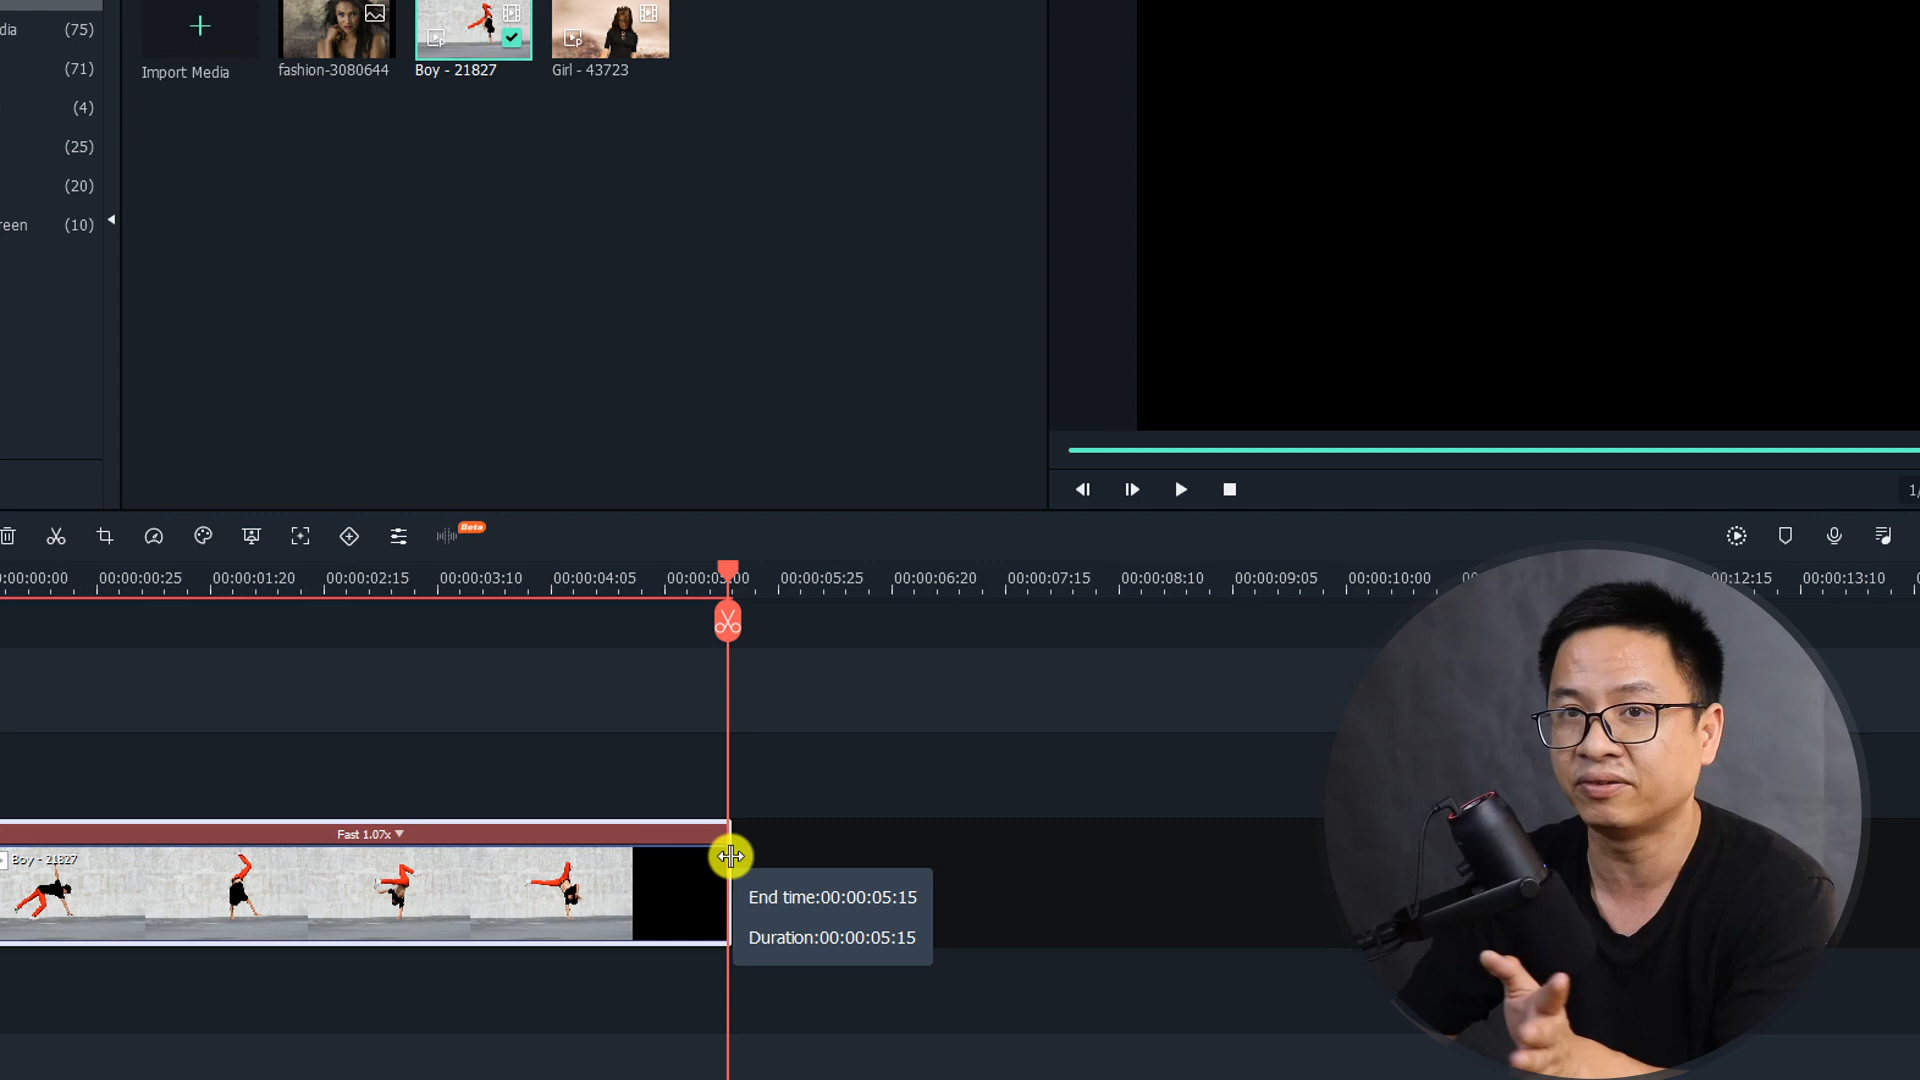 dia (75)
(71)
(4)
(25)
(20)
reen (10)
Import Media
fashion-3080644
Boy - 21827
Girl - 43723
1/
Beta
0:00:00:00 00:00:00:25 00:00:01:20 00:00:02:15 00:00:03:10 00:00:04:05 00:00:05:00 00:00:05:25 00:00:06:20 00:00:07:15 00:00:08:10 00:00:09:05 00:00:10:00 :12:15 00:00:13:10
Fast 1.07x
Boy - 21827
End time:00:00:05:15
Duration:00:00:05:15